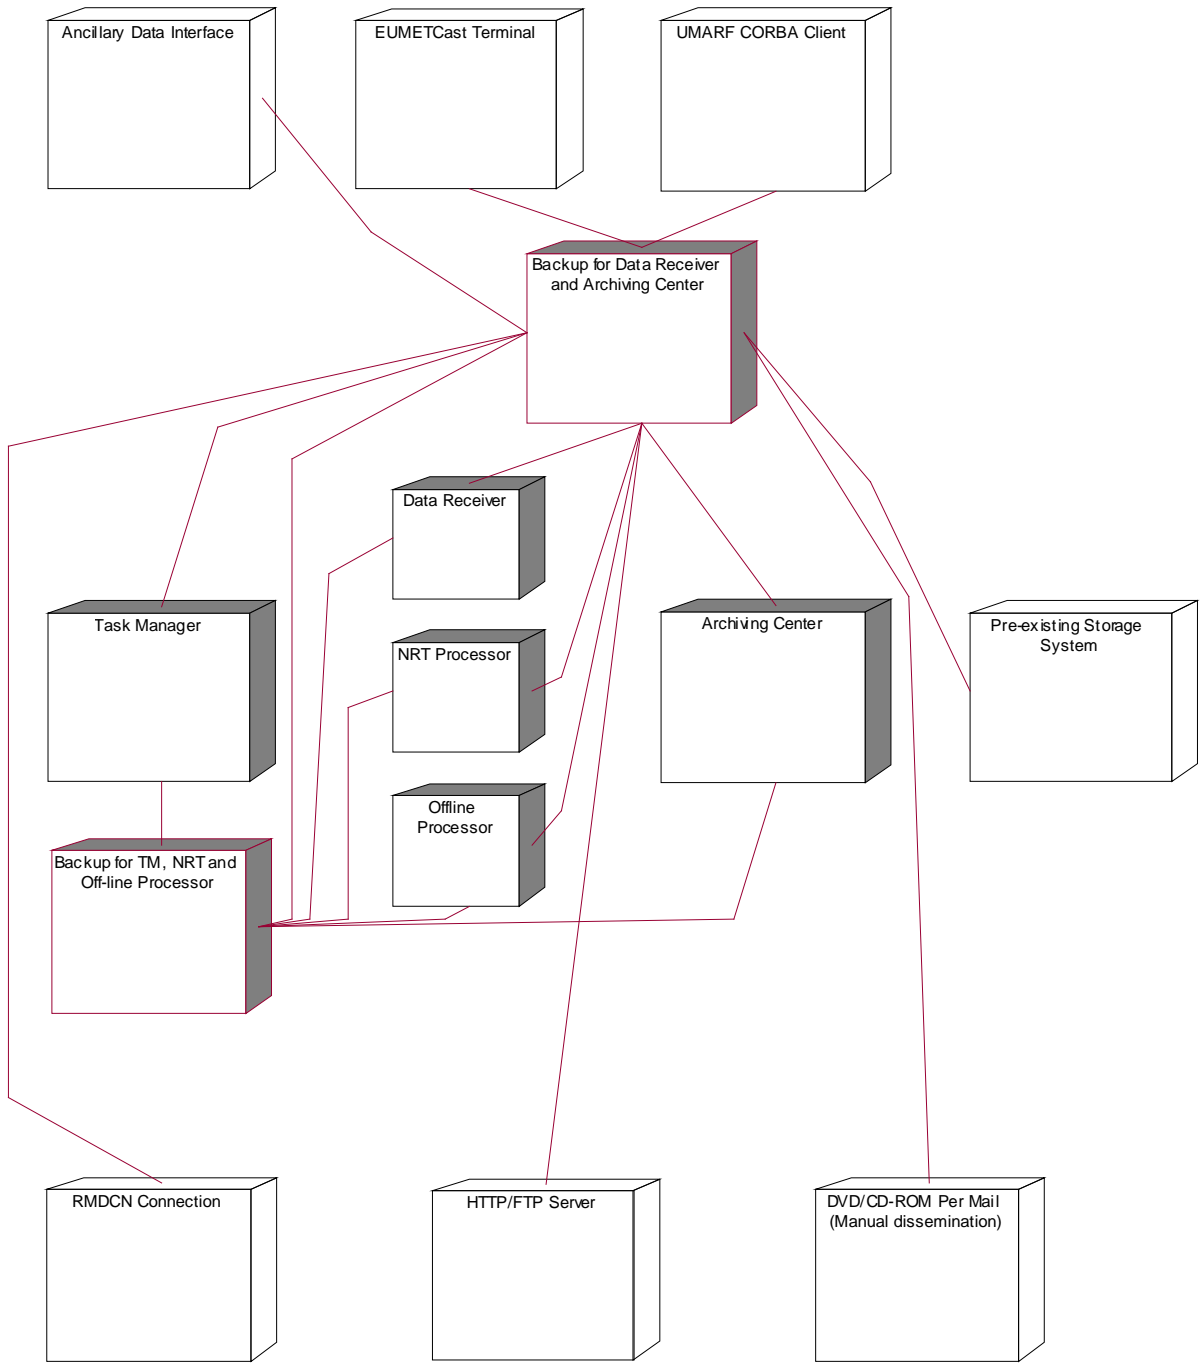 Ancillary Data Interface
EUMETCast Terminal
UMARF CORBA Client
Backup for Data Receiver
and Archiving Center
Data Receiver
Task Manager
NRT Processor
Archiving Center
Pre-existing Storage
System
Offline
Processor
Backup for TM, NRT and
Off-line Processor
RMDCN Connection
HTTP/FTP Server
DVD/CD-ROM Per Mail
(Manual dissemination)